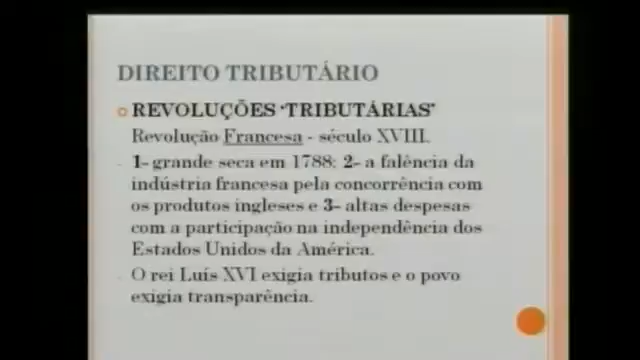 DIREITO TRIBUTÁRIO
REVOLUÇÕES ‘TRIBUTÁRIAS’
Revolução Francesa - século XVIII.
- 1- grande seca em 1788; 2- a falência da
indústria francesa pela concorrência com
os produtos ingleses e 3- altas despesas
com a participação na independência dos
Estados Unidos da América.
- O rei Luís XVI exigia tributos e o povo
exigia transparência.